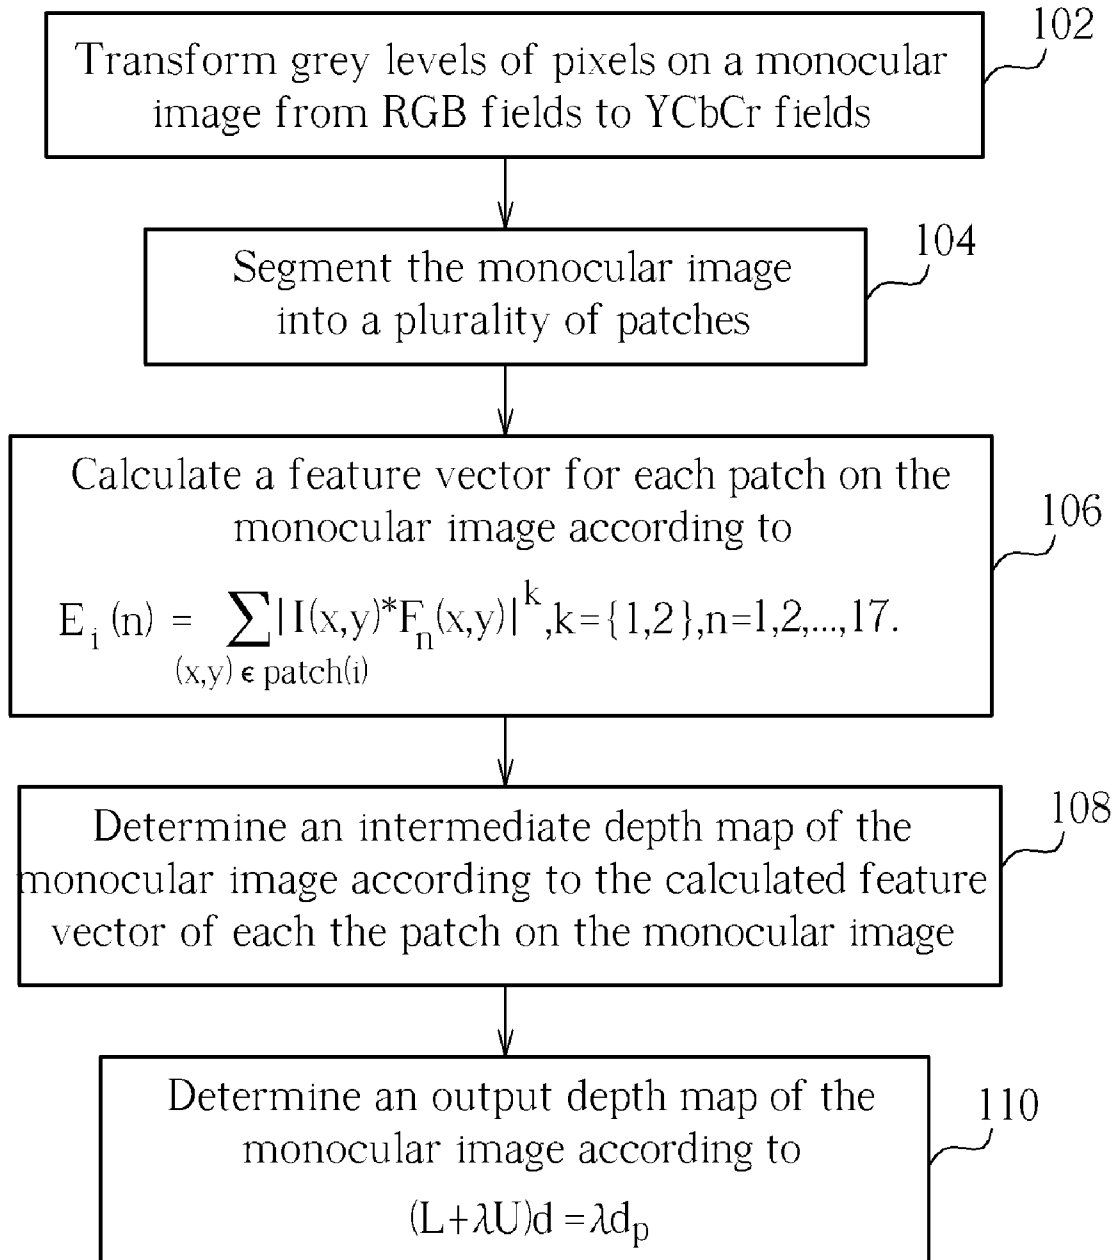 102
Transform grey levels of pixels on a monocular
image from RGB fields to YCbCr fields
104
Segment the monocular image
into a plurality of patches
106
Calculate a feature vector for each patch on the
monocular image according to
E_i (n) = ∑|I(x,y)*F_n(x,y)|^k,k={1,2},n=1,2,...,17.
(x,y) ϵ patch(i)
108
Determine an intermediate depth map of the
monocular image according to the calculated feature
vector of each the patch on the monocular image
110
Determine an output depth map of the
monocular image according to
(L+λU)d=λd_p